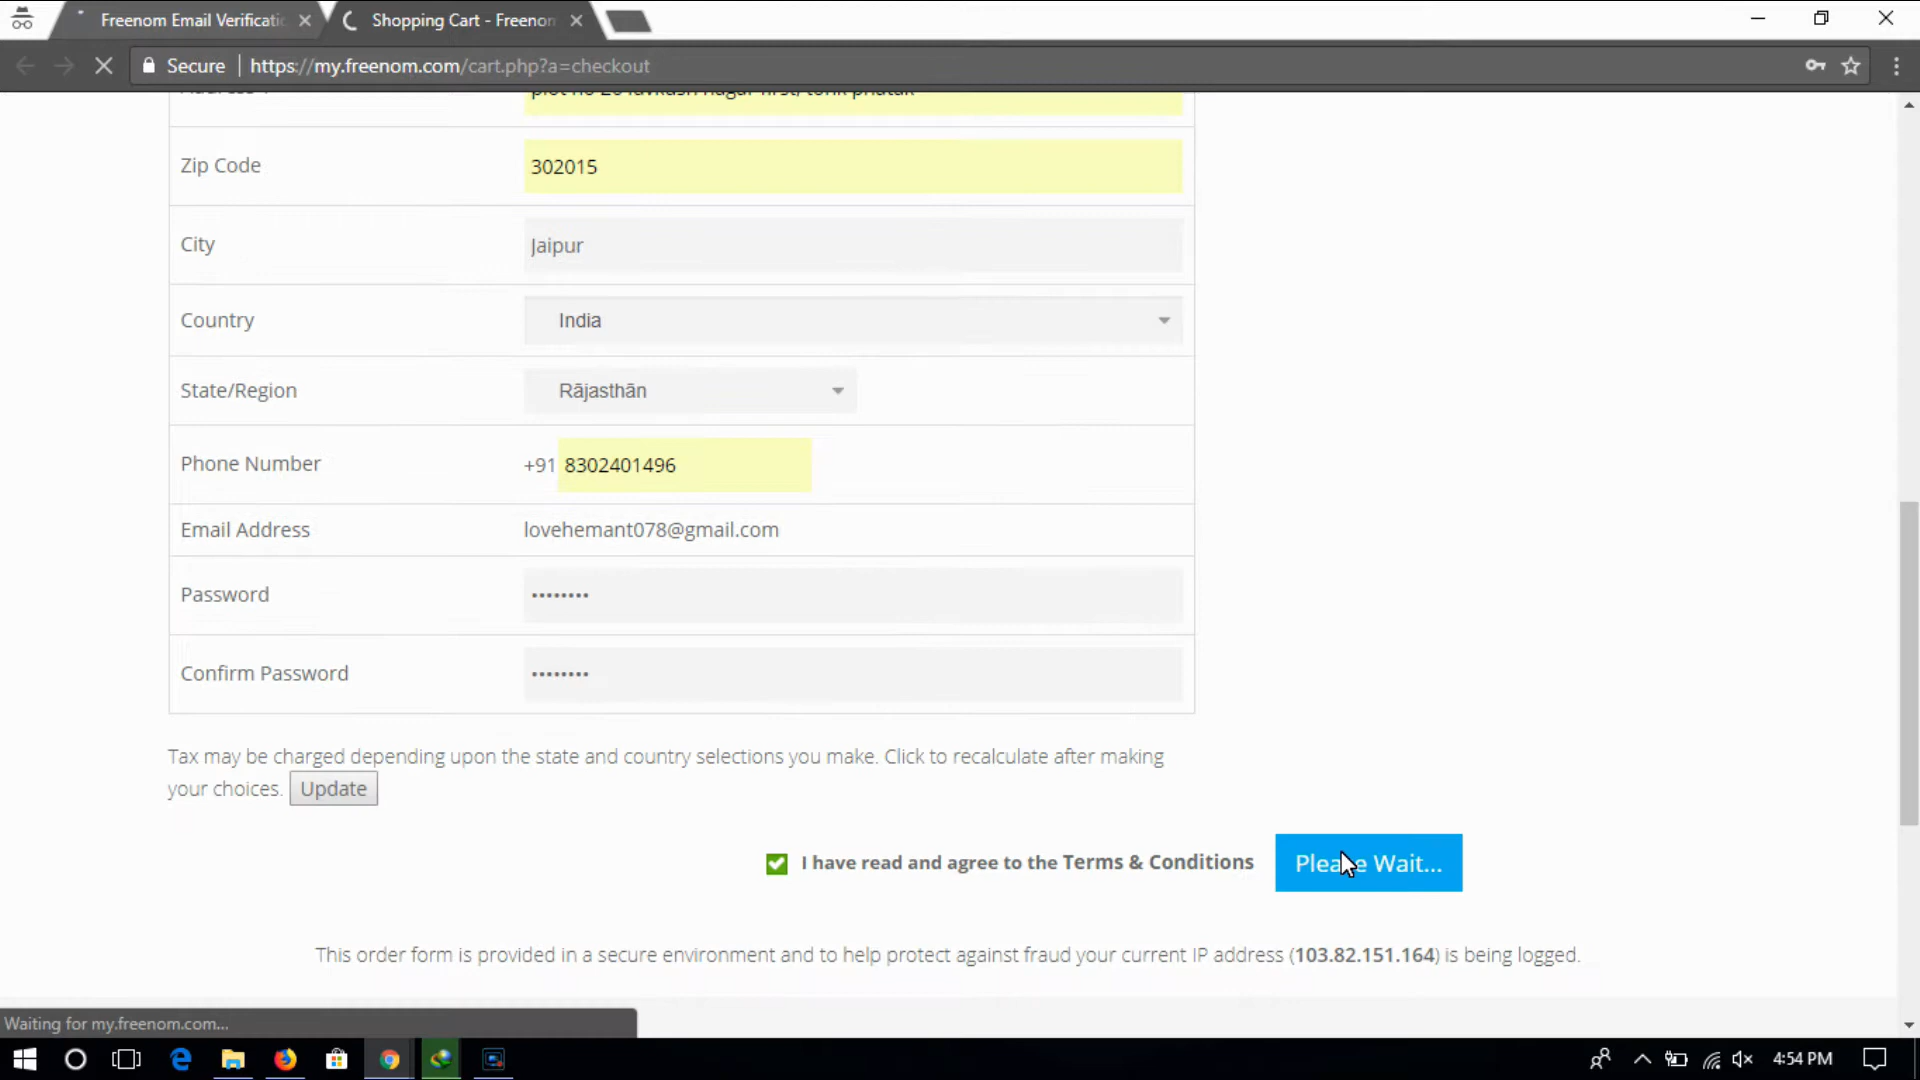 Freenom Email Verificati
Shopping Cart - Freenom
Secure
https://my.freenom.com/cart.php?a=checkout
Zip Code
302015
City
Jaipur
Country
India
State/Region
Rājasthān
Phone Number
+91 8302401496
Email Address
lovehemant078@gmail.com
Password
••••••••
Confirm Password
••••••••
Tax may be charged depending upon the state and country selections you make. Click to recalculate after making
your choices. Update
I have read and agree to the Terms & Conditions
Please Wait...
This order form is provided in a secure environment and to help protect against fraud your current IP address (103.82.151.164) is being logged.
Waiting for my.freenom.com...
4:54 PM